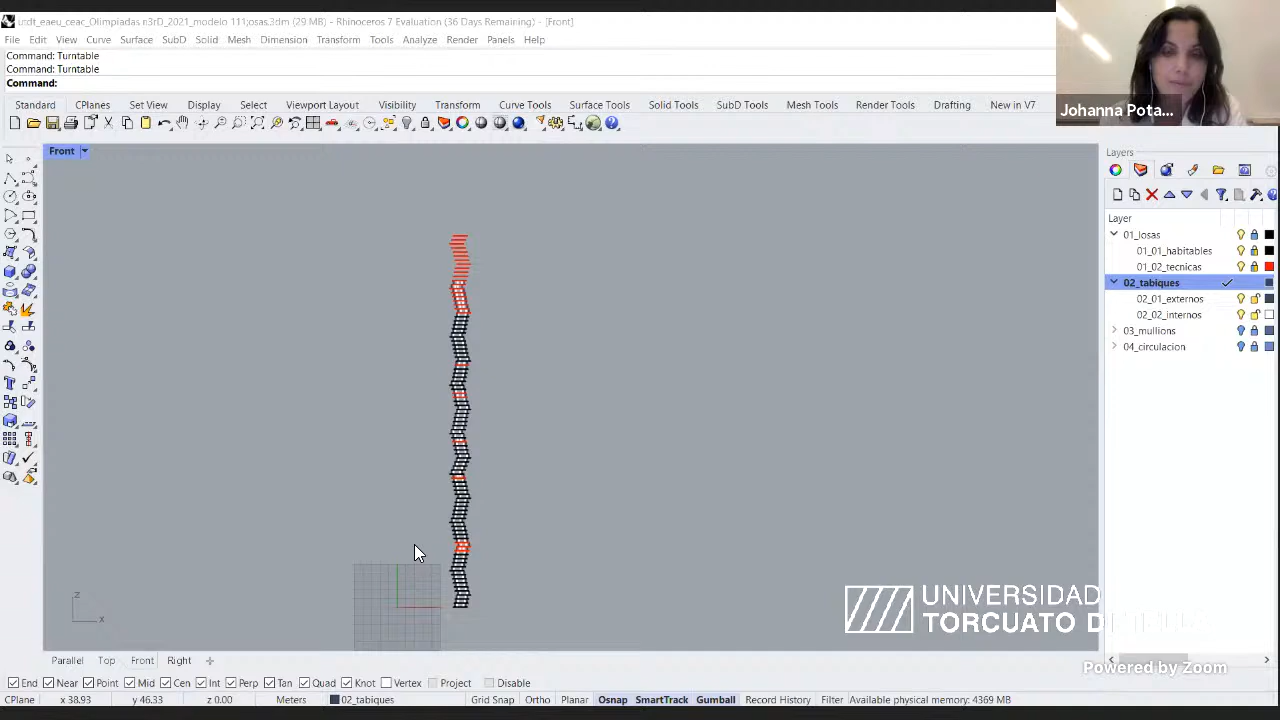 urdt_eaeu_ceac_Olimpiadas n3rD_2021_modelo 111;osas.3dm (29 MB) - Rhinoceros 7 Evaluation (36 Days Remaining) - [Front]
File Edit View Curve Surface SubD Solid Mesh Dimension Transform Tools Analyze Render Panels Help
Command: Turntable
Command: Turntable
Command:
Standard CPlanes Set View Display Select Viewport Layout Visibility Transform Curve Tools Surface Tools Solid Tools SubD Tools Mesh Tools Render Tools Drafting New in V7
Johanna Pota...
Front
Layers
Layer
01_losas
01_01_habitables
01_02_tecnicas
02_tabiques
02_01_externos
02_02_internos
03_mullions
04_circulacion
z
x
UNIVERSIDAD
TORCUATO D
Powered by Zoom
Parallel Top Front Right
End Near Point Mid Cen Int Perp Tan Quad Knot Vertex Project Disable
CPlane x 38.93 y 46.33 z 0.00 Meters 02_tabiques Grid Snap Ortho Planar Osnap SmartTrack Gumball Record History Filter Available physical memory: 4369 MB